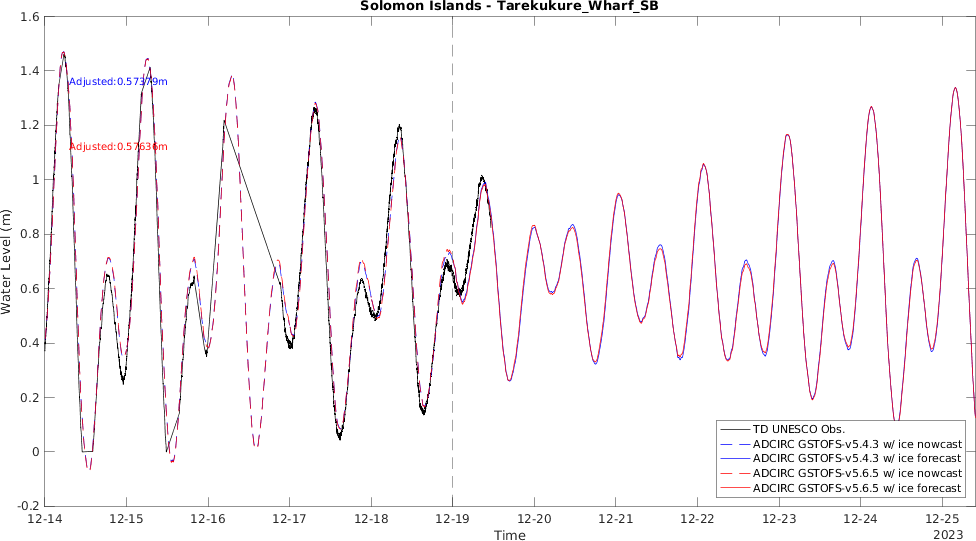 Solomon Islands - Tarekukure_Wharf_SB
1.6
1.4
1.2
1
0.8
0.6
0.4
0.2
0
-0.2
Water Level (m)
Adjusted:0.57379m
Adjusted:0.57636m
TD UNESCO Obs.
ADCIRC GSTOFS-v5.4.3 w/ ice nowcast
ADCIRC GSTOFS-v5.4.3 w/ ice forecast
ADCIRC GSTOFS-v5.6.5 w/ ice nowcast
ADCIRC GSTOFS-v5.6.5 w/ ice forecast
12-14 12-15 12-16 12-17 12-18 12-19 12-20 12-21 12-22 12-23 12-24 12-25
Time
2023